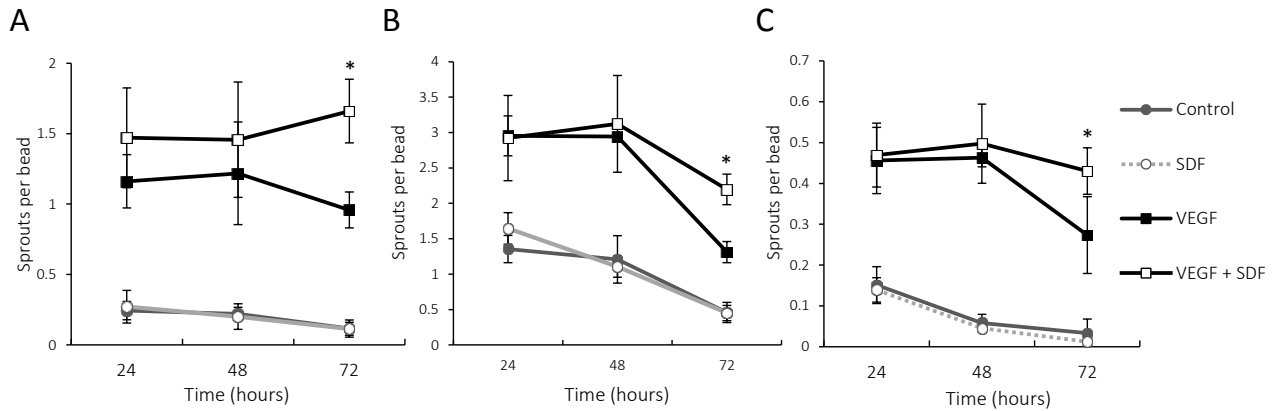 A
Sprouts per bead
2
1.5
1
0.5
0
24 48 72
Time (hours)
*
B
Sprouts per bead
4
3.5
3
2.5
2
1.5
1
0.5
0
24 48 72
Time (hours)
*
C
Sprouts per bead
0.7
0.6
0.5
0.4
0.3
0.2
0.1
0
24 48 72
Time (hours)
*
Control
SDF
VEGF
VEGF + SDF